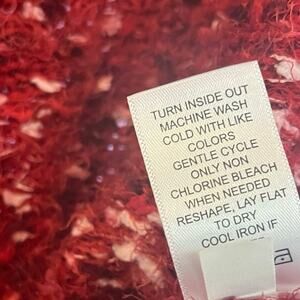 TURN INSIDE OUT
MACHINE WASH
COLD WITH LIKE
COLORS
GENTLE CYCLE
ONLY NON
CHLORINE BLEACH
WHEN NEEDED
RESHAPE, LAY FLAT
TO DRY
COOL IRON IF